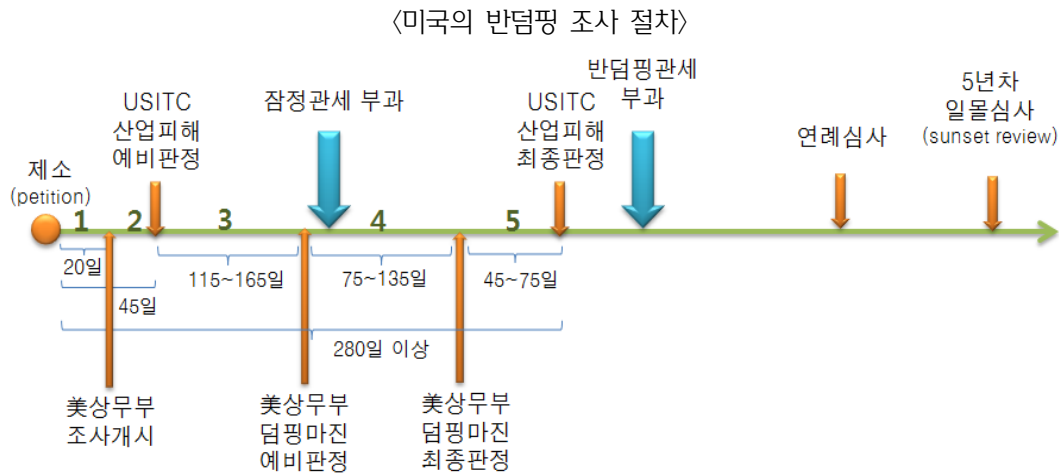 〈미국의 반덤핑 조사 절차〉
제소
(petition)
USITC
산업피해
예비판정
잠정관세 부과
USITC
산업피해
최종판정
반덤핑관세
부과
연례심사
5년차
일몰심사
(sunset review)
1
2
3
4
5
20일
45일
115~165일
75~135일
45~75일
280일 이상
美상무부
조사개시
美상무부
덤핑마진
예비판정
美상무부
덤핑마진
최종판정